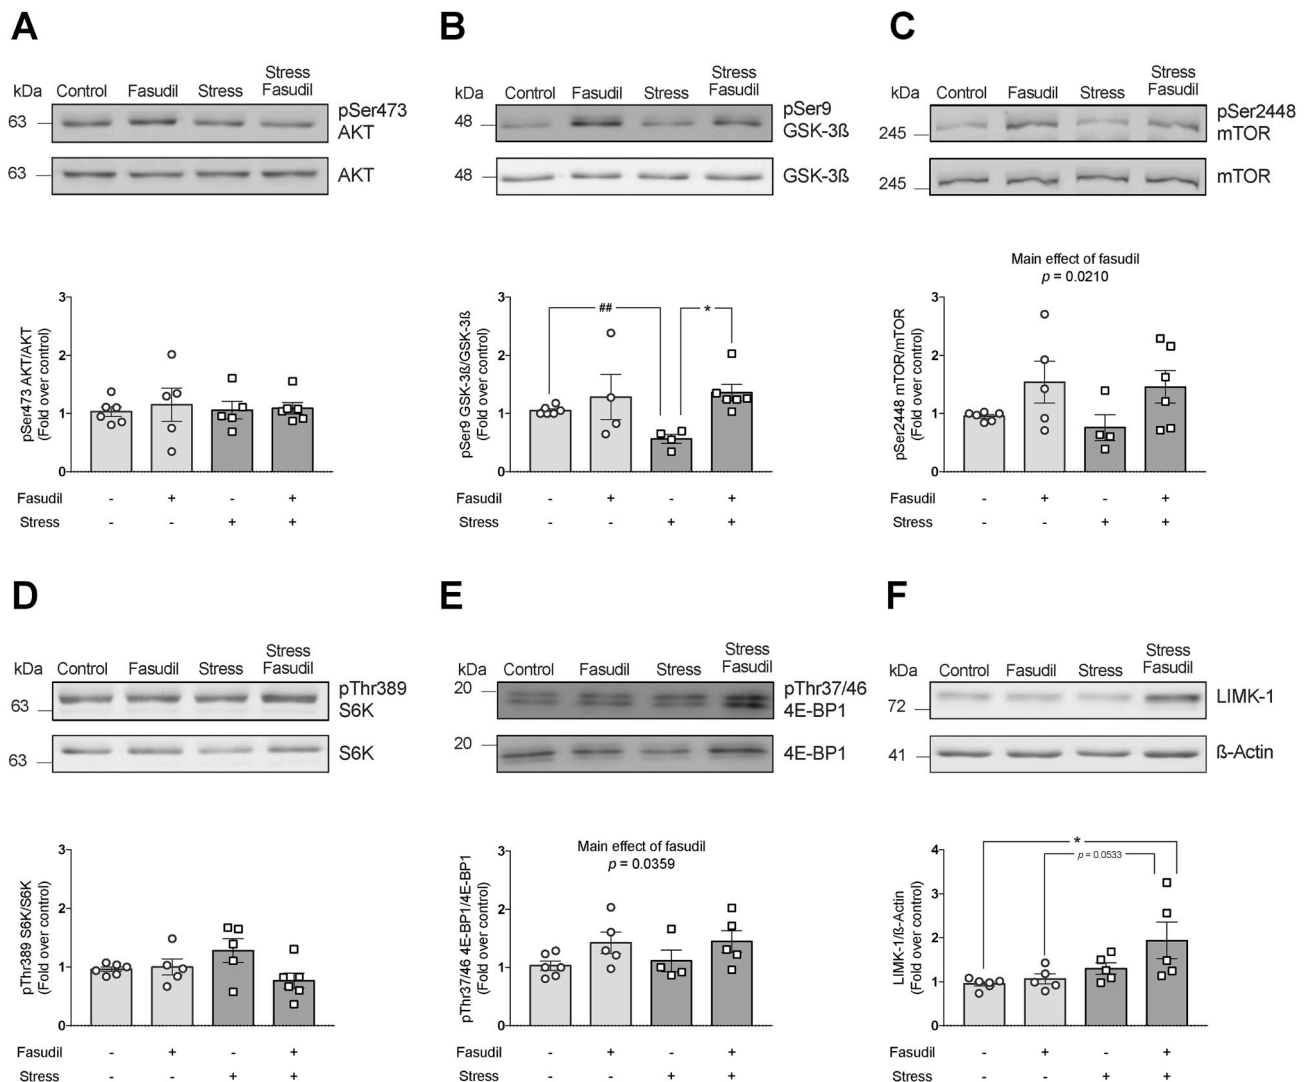 A
kDa
Control
Fasudil
Stress
Stress
Fasudil
63
pSer473
AKT
63
AKT
pSer473 AKT/AKT
(Fold over control)
3
2
1
0
Fasudil - + - +
Stress - - + +
B
kDa
Control
Fasudil
Stress
Stress
Fasudil
48
pSer9
GSK-3ß
48
GSK-3ß
pSer9 GSK-3ß/GSK-3ß
(Fold over control)
3
2
1
0
##
*
Fasudil - + - +
Stress - - + +
C
kDa
Control
Fasudil
Stress
Stress
Fasudil
245
pSer2448
mTOR
245
mTOR
Main effect of fasudil
p = 0.0210
pSer2448 mTOR/mTOR
(Fold over control)
3
2
1
0
Fasudil - + - +
Stress - - + +
D
kDa
Control
Fasudil
Stress
Stress
Fasudil
63
pThr389
S6K
63
S6K
pThr389 S6K/S6K
(Fold over control)
3
2
1
0
Fasudil - + - +
Stress - - + +
E
kDa
Control
Fasudil
Stress
Stress
Fasudil
20
pThr37/46
4E-BP1
20
4E-BP1
Main effect of fasudil
p = 0.0359
pThr37/46 4E-BP1/4E-BP1
(Fold over control)
3
2
1
0
Fasudil - + - +
Stress - - + +
F
kDa
Control
Fasudil
Stress
Stress
Fasudil
72
LIMK-1
41
ß-Actin
LIMK-1/ß-Actin
(Fold over control)
4
3
2
1
0
*
p = 0.0533
Fasudil - + - +
Stress - - + +